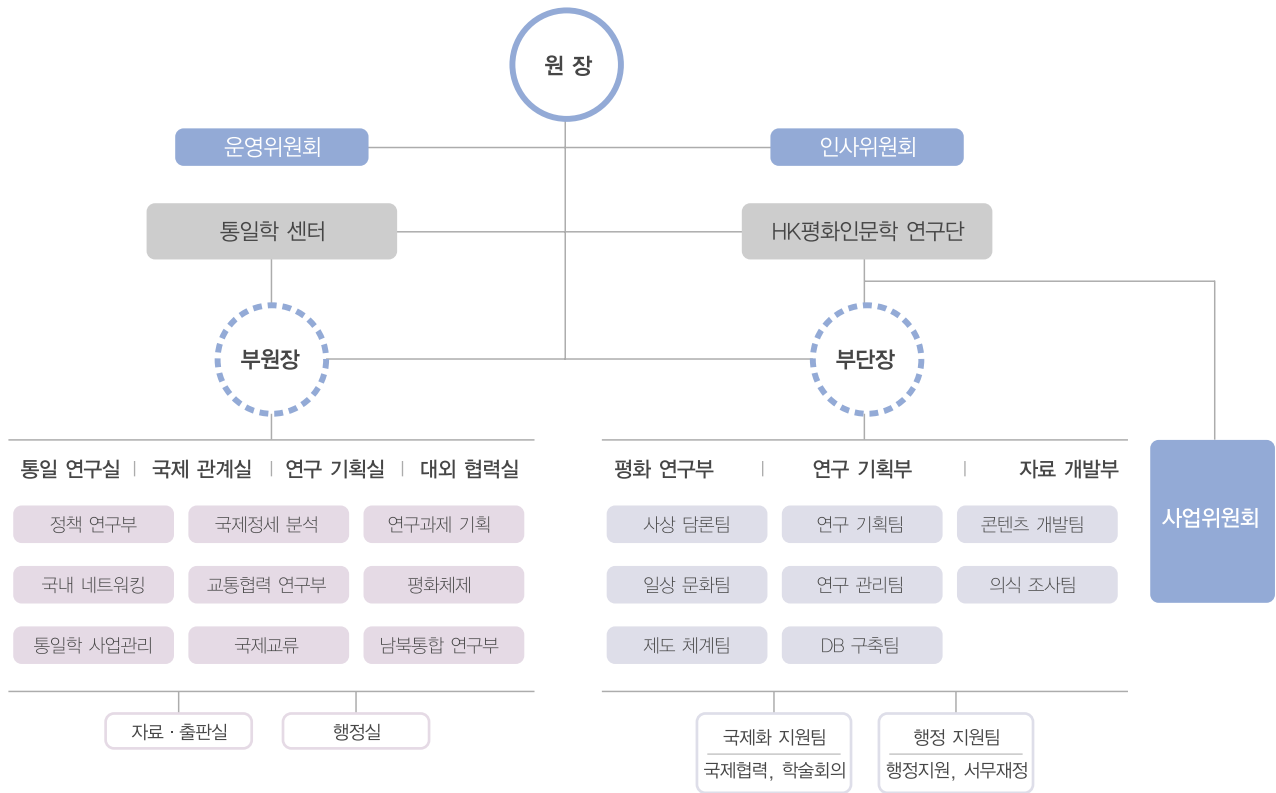 원 장
운영위원회
인사위원회
통일학 센터
HK평화인문학 연구단
부원장
부단장
통일 연구실
국제 관계실
연구 기획실
대외 협력실
정책 연구부
국제정세 분석
연구과제 기획
국내 네트워킹
교통협력 연구부
평화체제
통일학 사업관리
국제교류
남북통합 연구부
자료 · 출판실
행정실
평화 연구부
연구 기획부
자료 개발부
사상 담론팀
연구 기획팀
콘텐츠 개발팀
일상 문화팀
연구 관리팀
의식 조사팀
제도 체계팀
DB 구축팀
국제화 지원팀
국제협력, 학술회의
행정 지원팀
행정지원, 서무재정
사업위원회